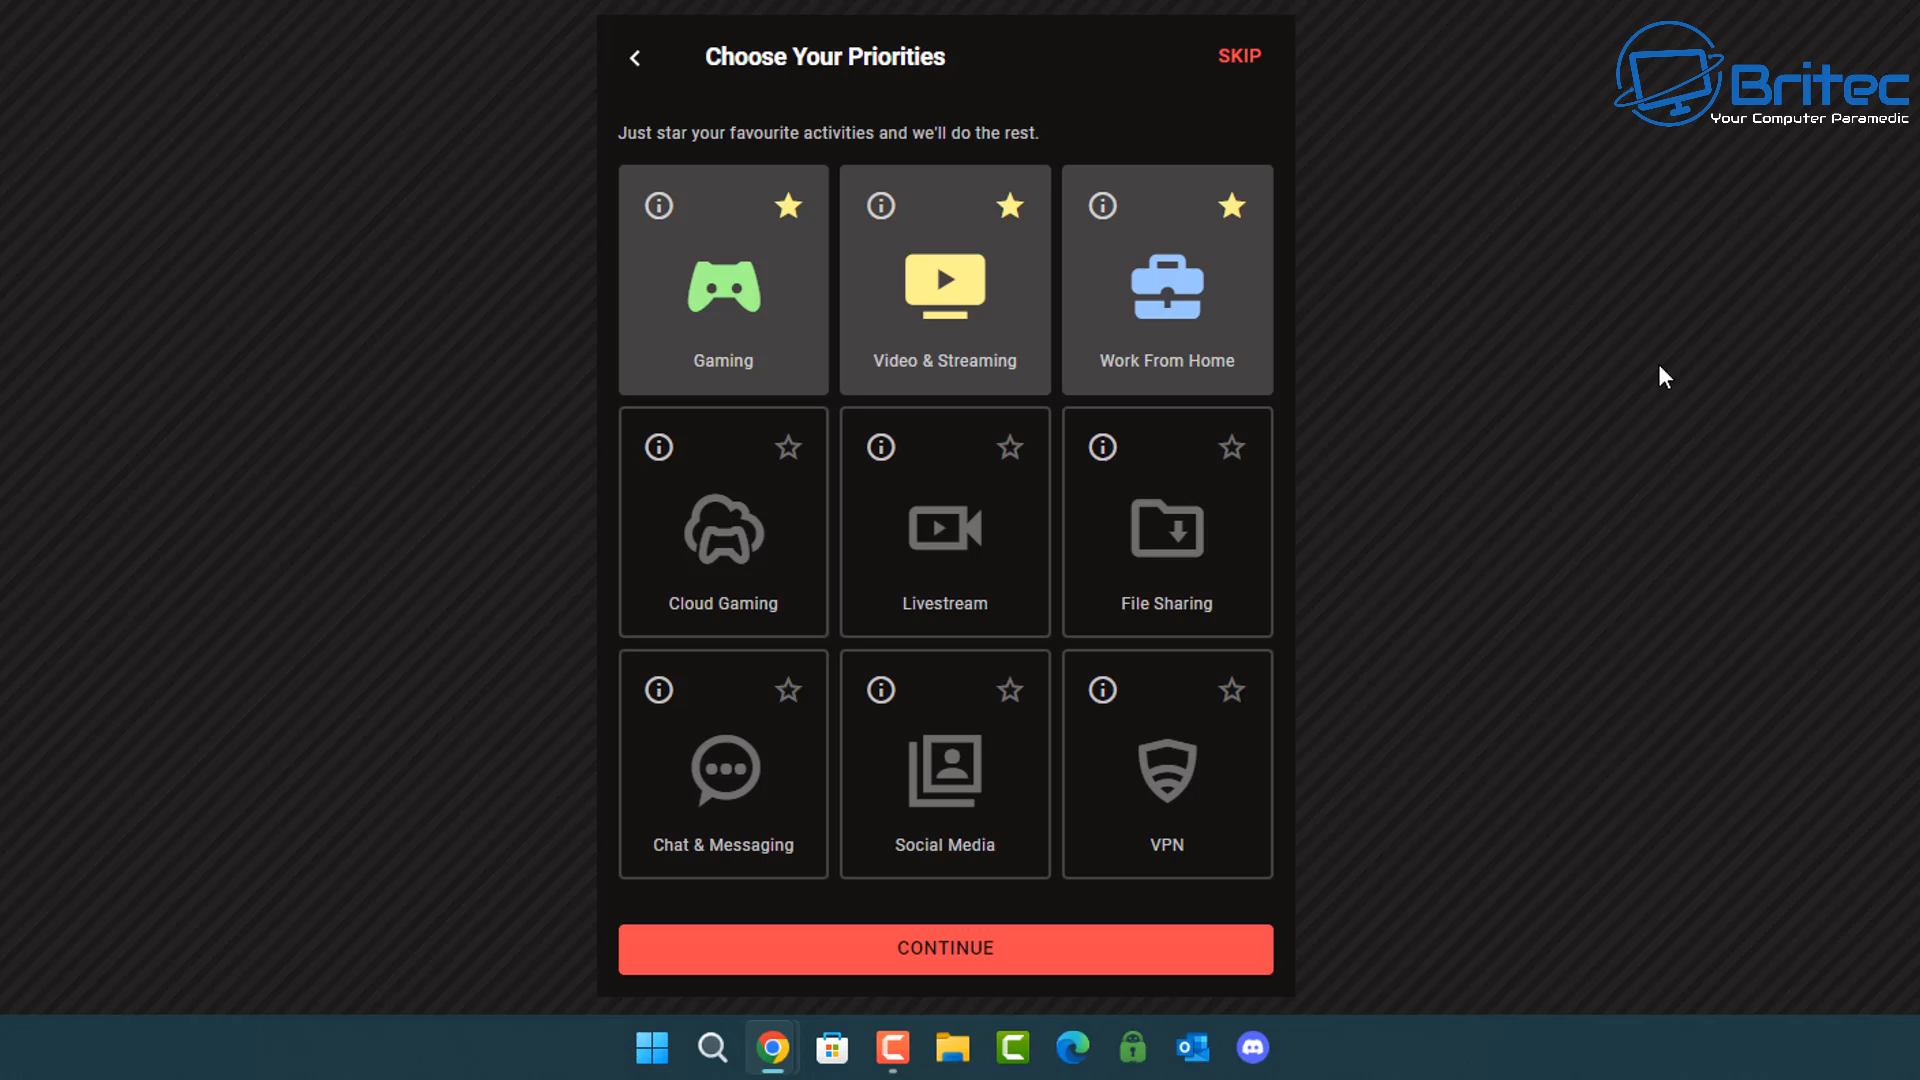 Choose Your Priorities
SKIP
Britec
Your Computer Paramedic
Just star your favourite activities and we'll do the rest.
Gaming
Video & Streaming
Work From Home
Cloud Gaming
Livestream
File Sharing
Chat & Messaging
Social Media
VPN
CONTINUE